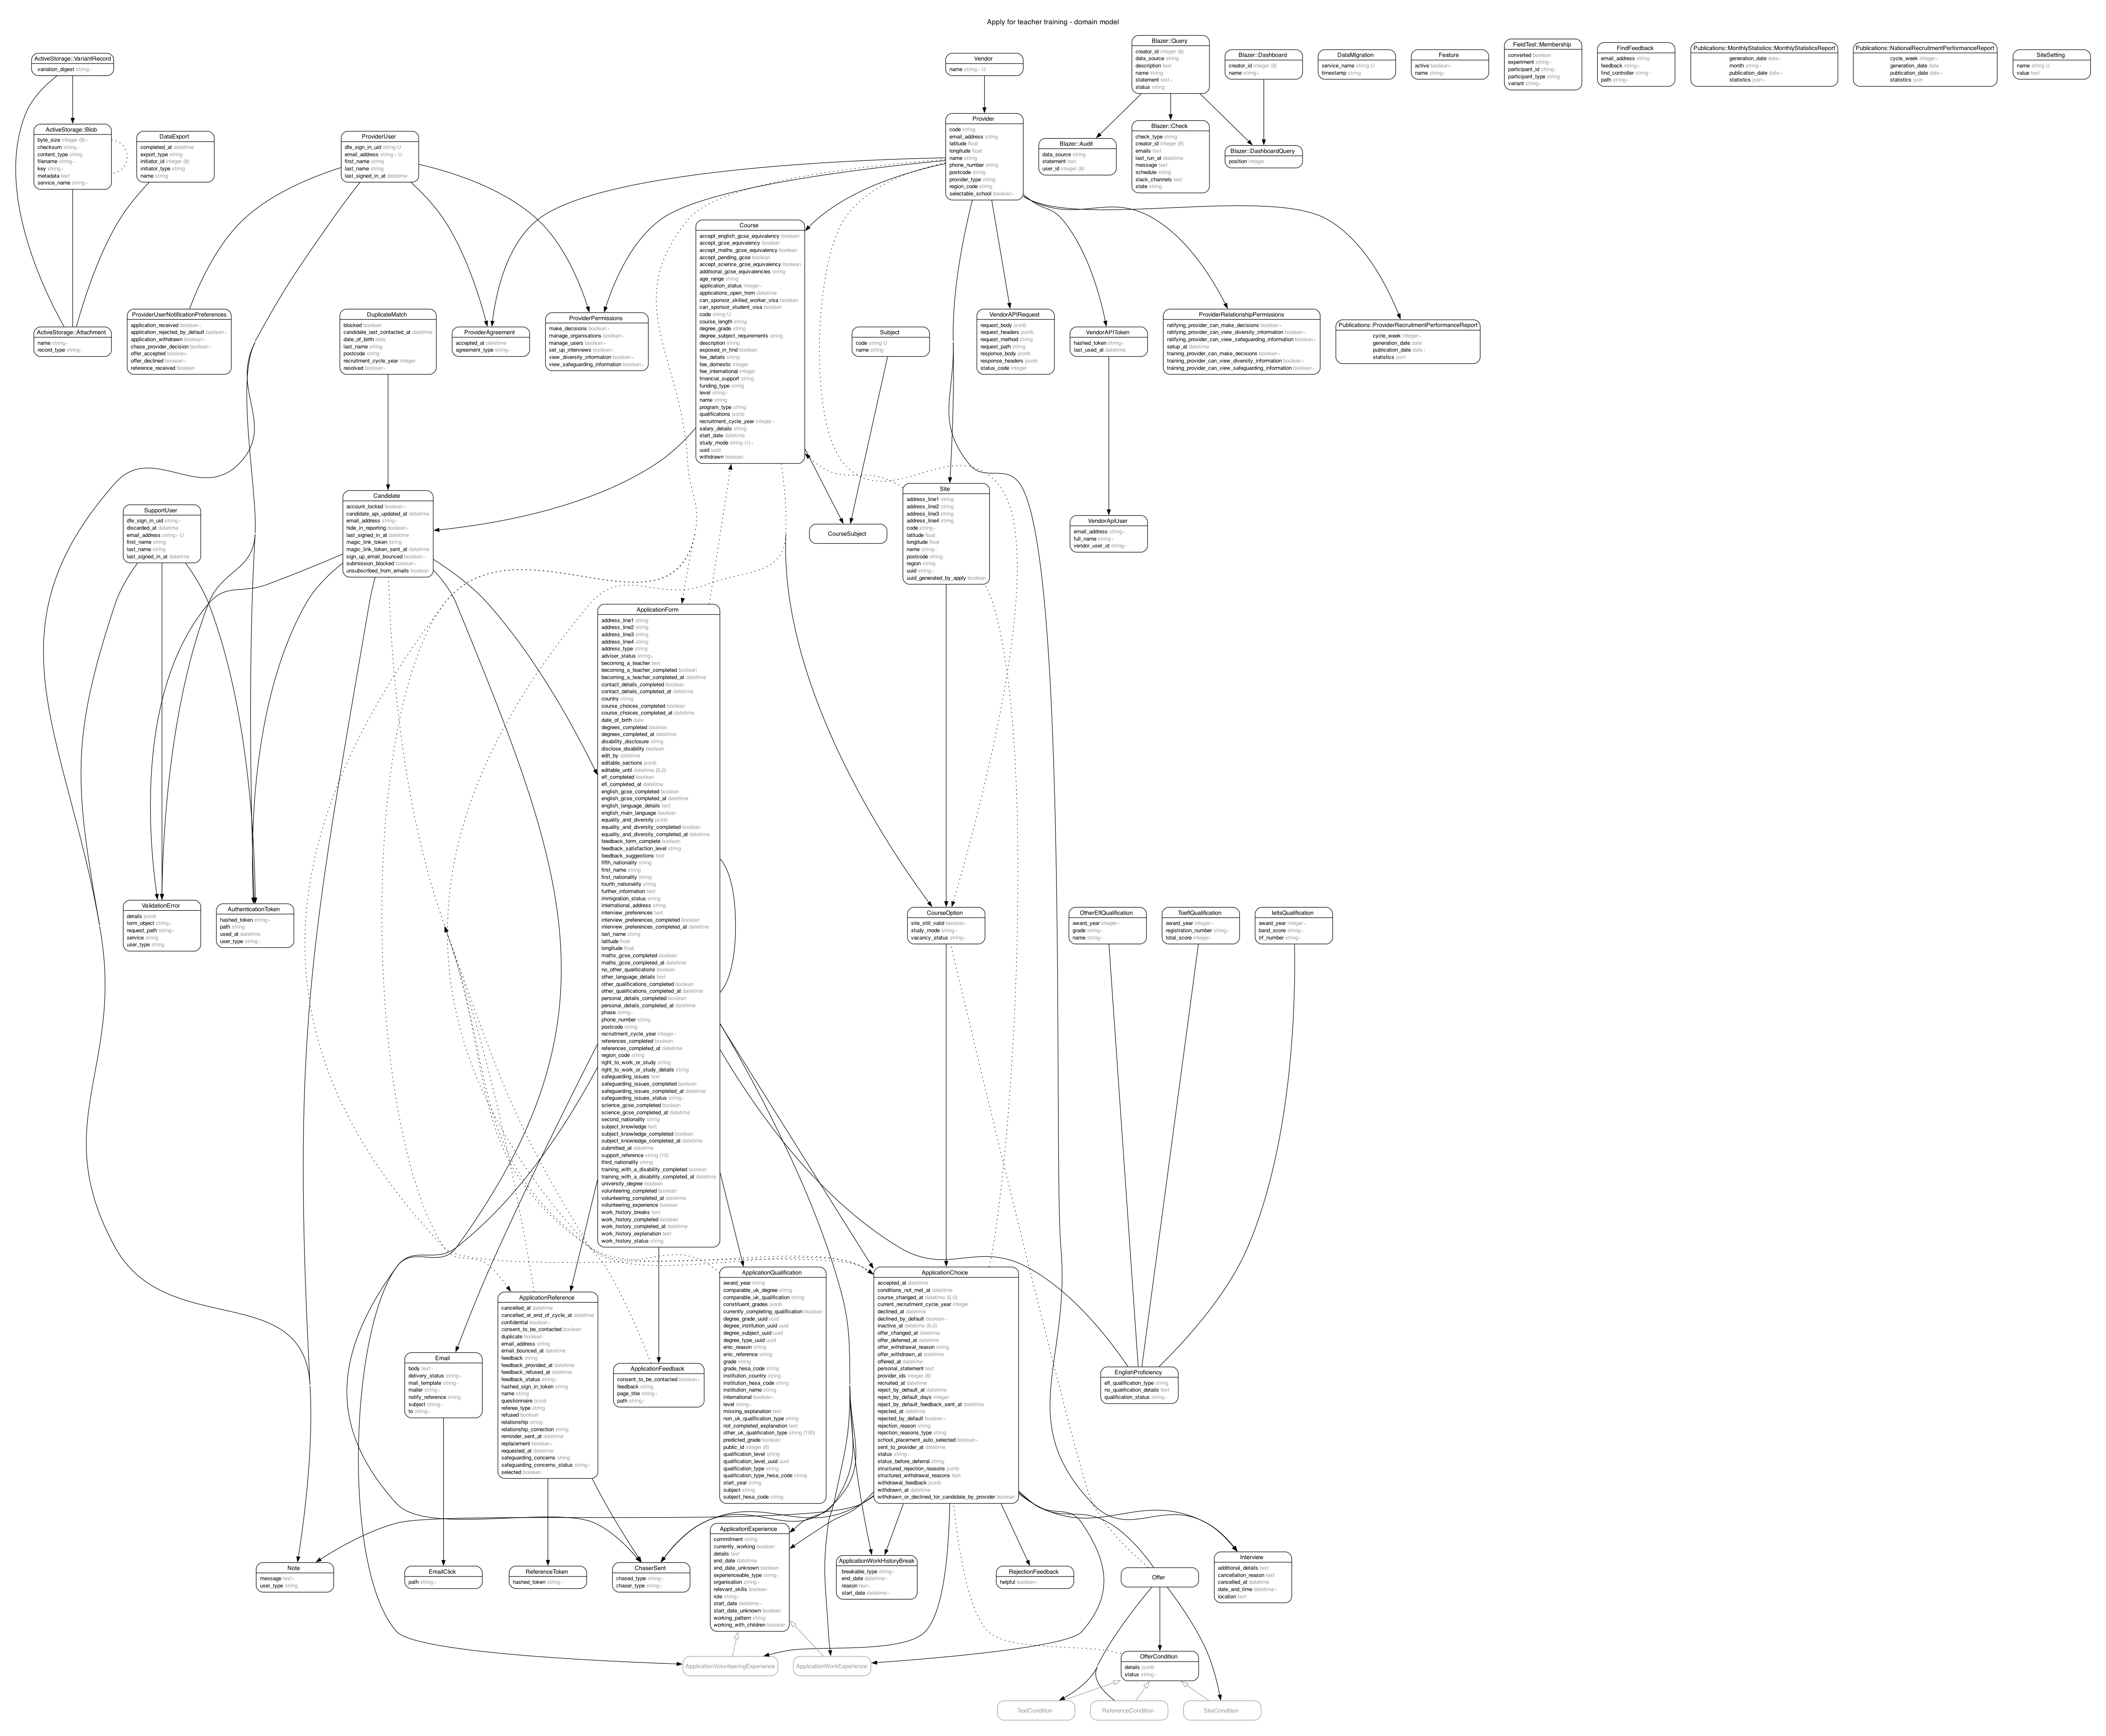 Apply for teacher training - domain model
ActiveStorage::VariantRecord
variation_digest string ∗
Vendor
name string ∗ U
Blazer::Query
creator_id integer (8)
data_source string
description text
name string
statement text ∗
status string
Blazer::Dashboard
creator_id integer (8)
name string ∗
DataMigration
service_name string U
timestamp string
Feature
active boolean ∗
name string ∗
FieldTest::Membership
converted boolean
experiment string ∗
participant_id string ∗
participant_type string
variant string ∗
FindFeedback
email_address string
feedback string ∗
find_controller string ∗
path string ∗
Publications::MonthlyStatistics::MonthlyStatisticsReport
generation_date date ∗
month string ∗
publication_date date ∗
statistics json ∗
Publications::NationalRecruitmentPerformanceReport
cycle_week integer ∗
generation_date date
publication_date date ∗
statistics json
SiteSetting
name string U
value text
ActiveStorage::Blob
byte_size integer (8) ∗
checksum string ∗
content_type string
filename string ∗
key string ∗
metadata text
service_name string ∗
DataExport
completed_at datetime
export_type string
initiator_id integer (8)
initiator_type string
name string
ProviderUser
dfe_sign_in_uid string U
email_address string ∗ U
first_name string
last_name string
last_signed_in_at datetime
Provider
code string
email_address string
latitude float
longitude float
name string
phone_number string
postcode string
provider_type string
region_code string
selectable_school boolean ∗
Blazer::Audit
data_source string
statement text
user_id integer (8)
Blazer::Check
check_type string
creator_id integer (8)
emails text
last_run_at datetime
message text
schedule string
slack_channels text
state string
Blazer::DashboardQuery
position integer
Course
accept_english_gcse_equivalency boolean
accept_gcse_equivalency boolean
accept_maths_gcse_equivalency boolean
accept_pending_gcse boolean
accept_science_gcse_equivalency boolean
additional_gcse_equivalencies string
age_range string
application_status integer ∗
applications_open_from datetime
can_sponsor_skilled_worker_visa boolean
can_sponsor_student_visa boolean
code string U
course_length string
degree_grade string
degree_subject_requirements string
description string
exposed_in_find boolean
fee_details string
fee_domestic integer
fee_international integer
financial_support string
funding_type string
level string ∗
name string
program_type string
qualifications jsonb
recruitment_cycle_year integer ∗
salary_details string
start_date datetime
study_mode string (1) ∗
uuid uuid
withdrawn boolean
ActiveStorage::Attachment
name string ∗
record_type string ∗
ProviderUserNotificationPreferences
application_received boolean ∗
application_rejected_by_default boolean ∗
application_withdrawn boolean ∗
chase_provider_decision boolean ∗
offer_accepted boolean ∗
offer_declined boolean ∗
reference_received boolean
DuplicateMatch
blocked boolean
candidate_last_contacted_at datetime
date_of_birth date
last_name string
postcode string
recruitment_cycle_year integer
resolved boolean ∗
ProviderAgreement
accepted_at datetime
agreement_type string ∗
ProviderPermissions
make_decisions boolean ∗
manage_organisations boolean ∗
manage_users boolean ∗
set_up_interviews boolean ∗
view_diversity_information boolean ∗
view_safeguarding_information boolean ∗
Subject
code string U
name string
VendorAPIRequest
request_body jsonb
request_headers jsonb
request_method string
request_path string
response_body jsonb
response_headers jsonb
status_code integer
VendorAPIToken
hashed_token string ∗
last_used_at datetime
ProviderRelationshipPermissions
ratifying_provider_can_make_decisions boolean ∗
ratifying_provider_can_view_diversity_information boolean ∗
ratifying_provider_can_view_safeguarding_information boolean ∗
setup_at datetime
training_provider_can_make_decisions boolean ∗
training_provider_can_view_diversity_information boolean ∗
training_provider_can_view_safeguarding_information boolean ∗
Publications::ProviderRecruitmentPerformanceReport
cycle_week integer ∗
generation_date date
publication_date date ∗
statistics json
SupportUser
dfe_sign_in_uid string ∗
discarded_at datetime
email_address string ∗ U
first_name string
last_name string
last_signed_in_at datetime
Candidate
account_locked boolean ∗
candidate_api_updated_at datetime
email_address string ∗
hide_in_reporting boolean ∗
last_signed_in_at datetime
magic_link_token string
magic_link_token_sent_at datetime
sign_up_email_bounced boolean ∗
submission_blocked boolean ∗
unsubscribed_from_emails boolean
CourseSubject
Site
address_line1 string
address_line2 string
address_line3 string
address_line4 string
code string ∗
latitude float
longitude float
name string ∗
postcode string
region string
uuid string ∗
uuid_generated_by_apply boolean
VendorApiUser
email_address string ∗
full_name string ∗
vendor_user_id string ∗
ApplicationForm
address_line1 string
address_line2 string
address_line3 string
address_line4 string
address_type string
adviser_status string ∗
becoming_a_teacher text
becoming_a_teacher_completed boolean
becoming_a_teacher_completed_at datetime
contact_details_completed boolean
contact_details_completed_at datetime
country string
course_choices_completed boolean
course_choices_completed_at datetime
date_of_birth date
degrees_completed boolean
degrees_completed_at datetime
disability_disclosure string
disclose_disability boolean
edit_by datetime
editable_sections jsonb
editable_until datetime (6,0)
efl_completed boolean
efl_completed_at datetime
english_gcse_completed boolean
english_gcse_completed_at datetime
english_language_details text
english_main_language boolean
equality_and_diversity jsonb
equality_and_diversity_completed boolean
equality_and_diversity_completed_at datetime
feedback_form_complete boolean
feedback_satisfaction_level string
feedback_suggestions text
fifth_nationality string
first_name string
first_nationality string
fourth_nationality string
further_information text
immigration_status string
international_address string
interview_preferences text
interview_preferences_completed boolean
interview_preferences_completed_at datetime
last_name string
latitude float
longitude float
maths_gcse_completed boolean
maths_gcse_completed_at datetime
no_other_qualifications boolean
other_language_details text
other_qualifications_completed boolean
other_qualifications_completed_at datetime
personal_details_completed boolean
personal_details_completed_at datetime
phase string ∗
phone_number string
postcode string
recruitment_cycle_year integer ∗
references_completed boolean
references_completed_at datetime
region_code string
right_to_work_or_study string
right_to_work_or_study_details string
safeguarding_issues text
safeguarding_issues_completed boolean
safeguarding_issues_completed_at datetime
safeguarding_issues_status string ∗
science_gcse_completed boolean
science_gcse_completed_at datetime
second_nationality string
subject_knowledge text
subject_knowledge_completed boolean
subject_knowledge_completed_at datetime
submitted_at datetime
support_reference string (10)
third_nationality string
training_with_a_disability_completed boolean
training_with_a_disability_completed_at datetime
university_degree boolean
volunteering_completed boolean
volunteering_completed_at datetime
volunteering_experience boolean
work_history_breaks text
work_history_completed boolean
work_history_completed_at datetime
work_history_explanation text
work_history_status string
ValidationError
details jsonb
form_object string ∗
request_path string ∗
service string
user_type string
AuthenticationToken
hashed_token string ∗
path string
used_at datetime
user_type string ∗
CourseOption
site_still_valid boolean ∗
study_mode string ∗
vacancy_status string ∗
OtherEflQualification
award_year integer ∗
grade string ∗
name string ∗
ToeflQualification
award_year integer ∗
registration_number string ∗
total_score integer ∗
IeltsQualification
award_year integer ∗
band_score string ∗
trf_number string ∗
ApplicationReference
cancelled_at datetime
cancelled_at_end_of_cycle_at datetime
confidential boolean ∗
consent_to_be_contacted boolean
duplicate boolean
email_address string
email_bounced_at datetime
feedback string
feedback_provided_at datetime
feedback_refused_at datetime
feedback_status string ∗
hashed_sign_in_token string
name string
questionnaire jsonb
referee_type string
refused boolean
relationship string
relationship_correction string
reminder_sent_at datetime
replacement boolean ∗
requested_at datetime
safeguarding_concerns string
safeguarding_concerns_status string ∗
selected boolean
ApplicationQualification
award_year string
comparable_uk_degree string
comparable_uk_qualification string
constituent_grades jsonb
currently_completing_qualification boolean
degree_grade_uuid uuid
degree_institution_uuid uuid
degree_subject_uuid uuid
degree_type_uuid uuid
enic_reason string
enic_reference string
grade string
grade_hesa_code string
institution_country string
institution_hesa_code string
institution_name string
international boolean ∗
level string ∗
missing_explanation text
non_uk_qualification_type string
not_completed_explanation text
other_uk_qualification_type string (100)
predicted_grade boolean
public_id integer (8)
qualification_level string
qualification_level_uuid uuid
qualification_type string
qualification_type_hesa_code string
start_year string
subject string
subject_hesa_code string
ApplicationChoice
accepted_at datetime
conditions_not_met_at datetime
course_changed_at datetime (6,0)
current_recruitment_cycle_year integer
declined_at datetime
declined_by_default boolean ∗
inactive_at datetime (6,0)
offer_changed_at datetime
offer_deferred_at datetime
offer_withdrawal_reason string
offer_withdrawn_at datetime
offered_at datetime
personal_statement text
provider_ids integer (8)
recruited_at datetime
reject_by_default_at datetime
reject_by_default_days integer
reject_by_default_feedback_sent_at datetime
rejected_at datetime
rejected_by_default boolean ∗
rejection_reason string
rejection_reasons_type string
school_placement_auto_selected boolean ∗
sent_to_provider_at datetime
status string ∗
status_before_deferral string
structured_rejection_reasons jsonb
structured_withdrawal_reasons text
withdrawal_feedback jsonb
withdrawn_at datetime
withdrawn_or_declined_for_candidate_by_provider boolean
Email
body text ∗
delivery_status string ∗
mail_template string ∗
mailer string ∗
notify_reference string
subject string ∗
to string ∗
ApplicationFeedback
consent_to_be_contacted boolean ∗
feedback string
page_title string ∗
path string ∗
EnglishProficiency
efl_qualification_type string
no_qualification_details text
qualification_status string ∗
Note
message text ∗
user_type string
EmailClick
path string ∗
ReferenceToken
hashed_token string ∗
ChaserSent
chased_type string ∗
chaser_type string ∗
ApplicationExperience
commitment string
currently_working boolean
details text
end_date datetime
end_date_unknown boolean
experienceable_type string ∗
organisation string ∗
relevant_skills boolean
role string ∗
start_date datetime ∗
start_date_unknown boolean
working_pattern string
working_with_children boolean
ApplicationWorkHistoryBreak
breakable_type string ∗
end_date datetime ∗
reason text ∗
start_date datetime ∗
RejectionFeedback
helpful boolean ∗
Offer
Interview
additional_details text
cancellation_reason text
cancelled_at datetime
date_and_time datetime ∗
location text
ApplicationVolunteeringExperience
ApplicationWorkExperience
OfferCondition
details jsonb
status string ∗
TextCondition
ReferenceCondition
SkeCondition